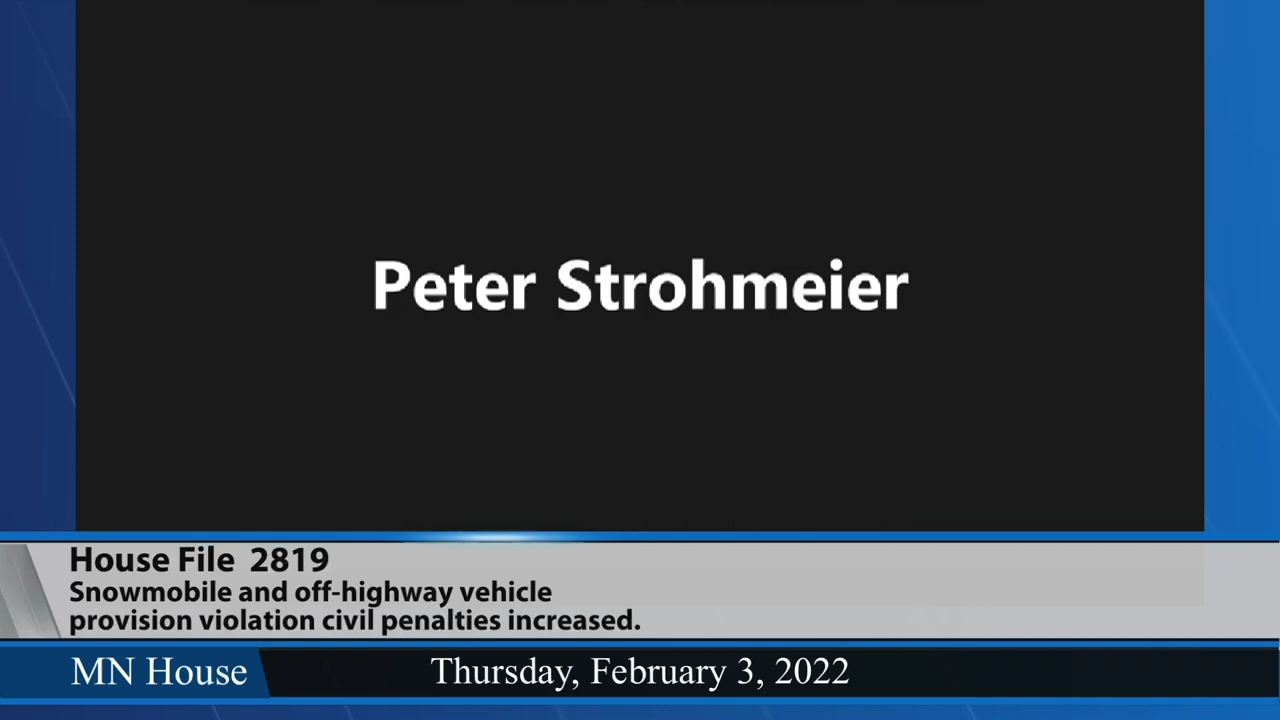 Peter Strohmeier
House File 2819
Snowmobile and off-highway vehicle
provision violation civil penalties increased.
MN House
Thursday, February 3, 2022